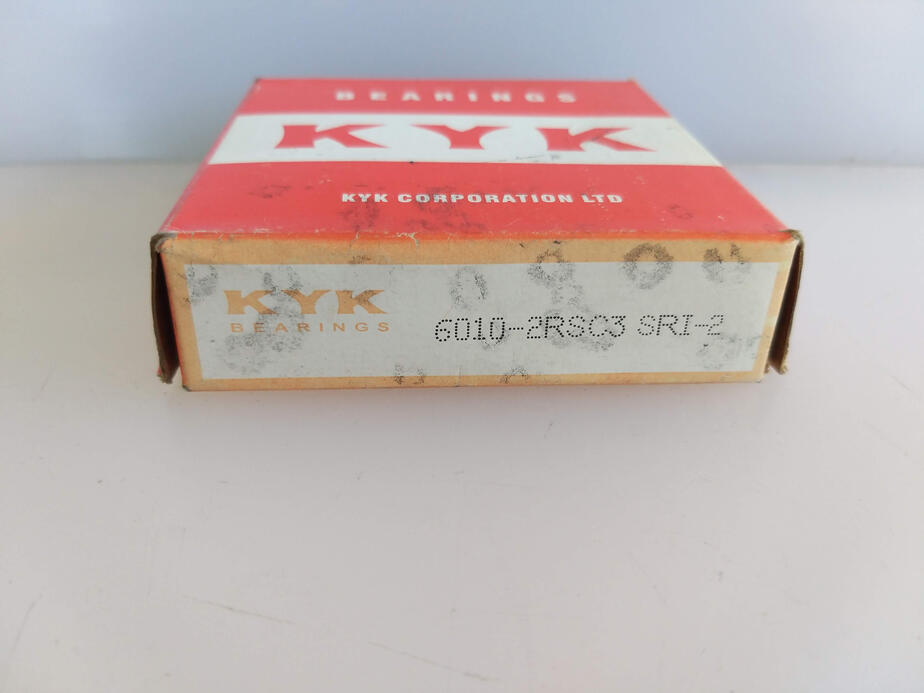 BEARINGS
KYK
KYK CORPORATION LTD
KYK
BEARINGS
6010-2RSC3 SRI-2